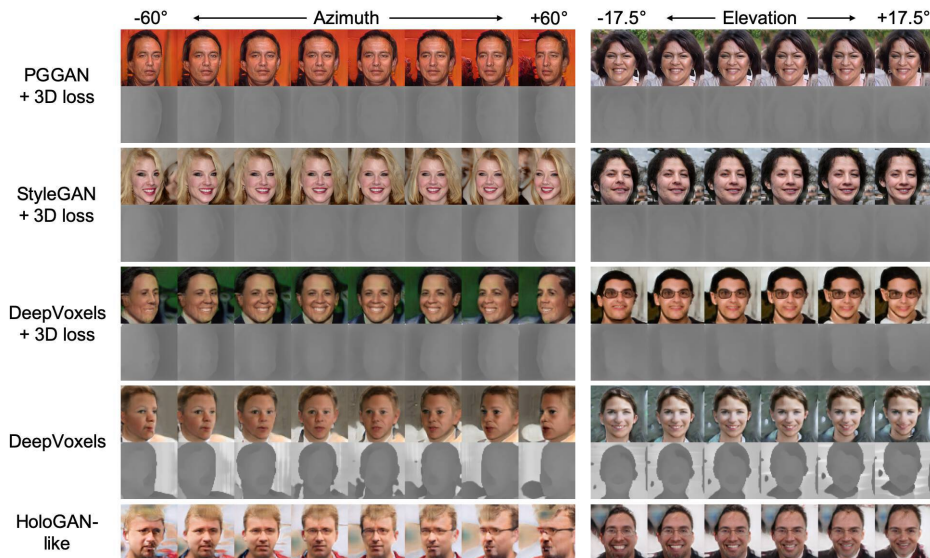 -60° Azimuth +60° -17.5° Elevation +17.5°
PGGAN
+ 3D loss
StyleGAN
+ 3D loss
DeepVoxels
+ 3D loss
DeepVoxels
HoloGAN-
like